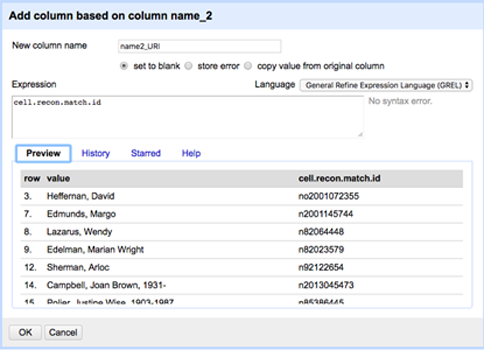 Add column based on column name_2
New column name name2_URI
set to blank store error copy value from original column
Expression Language General Refine Expression Language (GREL)
cell.recon.match.id No syntax error.
Preview History Starred Help
row value cell.recon.match.id
3. Heffernan, David no2001072355
7. Edmunds, Margo n2001145744
8. Lazarus, Wendy n82064448
9. Edelman, Marian Wright n82023579
12. Sherman, Arloc n92122654
14. Campbell, Joan Brown, 1931- n2013045473
15. Polier, Justine Wise, 1903-1987 n85386445
OK Cancel